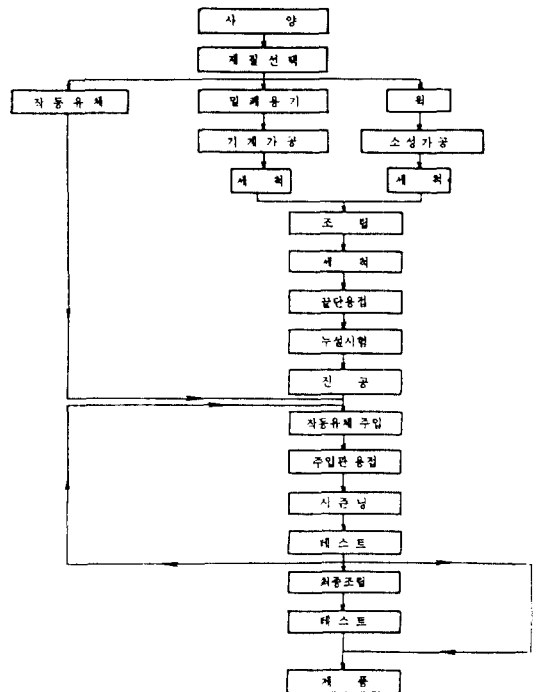 사 양
재질선택
작동유체
밀폐용기
윅
기계가공
소성가공
세 척
세 척
조 립
세 척
끝단용접
누설시험
진 공
작동유체 주입
주입관 용접
시즌닝
테스트
최종조립
테스트
제 품